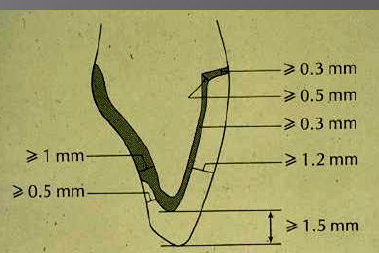 ≥ 0.3 mm
≥ 0.5 mm
≥ 0.3 mm
≥ 1 mm
≥ 1.2 mm
≥ 0.5 mm
≥ 1.5 mm